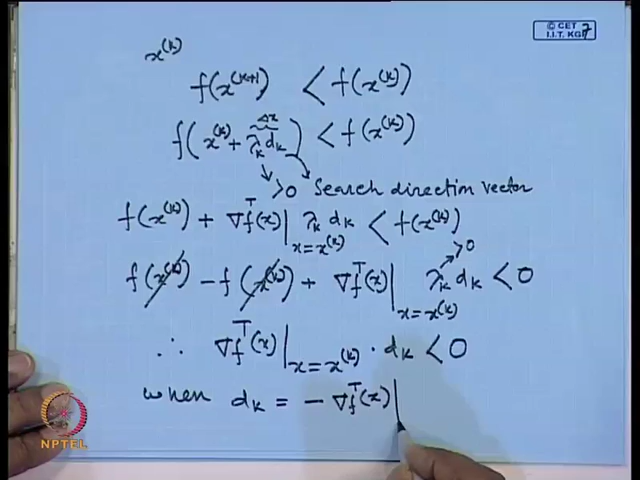 © CET
I.I.T. KGP
7
x^(k)
f(x^(k+1)) < f(x^(k))
Δx
f(x^(k) + λ_k d_k) < f(x^(k))
>0 Search direction vector
f(x^(k)) + ∇f^T(x)|_{x=x^(k)} λ_k d_k < f(x^(k))
>0
f(x^(k)) - f(x^(k)) + ∇f^T(x)|_{x=x^(k)} λ_k d_k < 0
∴ ∇f^T(x)|_{x=x^(k)} · d_k < 0
when d_k = - ∇f^T(x)|
NPTEL